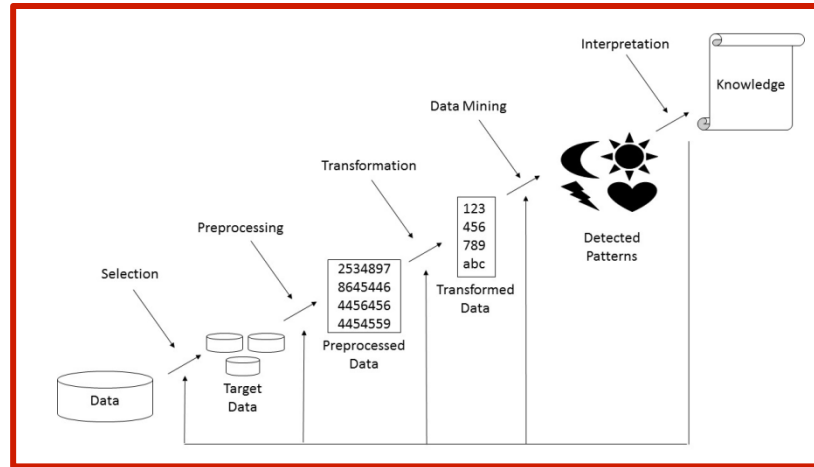 Interpretation
Knowledge
Data Mining
Transformation
123
456
789
abc
Detected
Patterns
Preprocessing
2534897
8645446
4456456
4454559
Transformed
Data
Selection
Preprocessed
Data
Target
Data
Data